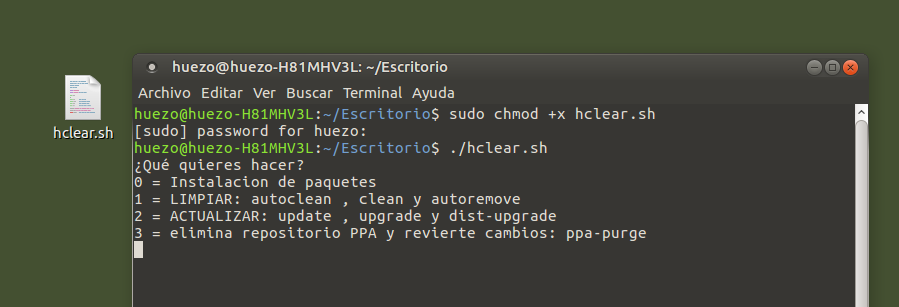 huezo@huezo-H81MHV3L: ~/Escritorio
Archivo Editar Ver Buscar Terminal Ayuda
huezo@huezo-H81MHV3L:~/Escritorio$ sudo chmod +x hclear.sh
[sudo] password for huezo:
huezo@huezo-H81MHV3L:~/Escritorio$ ./hclear.sh
¿Qué quieres hacer?
0 = Instalacion de paquetes
1 = LIMPIAR: autoclean , clean y autoremove
2 = ACTUALIZAR: update , upgrade y dist-upgrade
3 = elimina repositorio PPA y revierte cambios: ppa-purge
hclear.sh